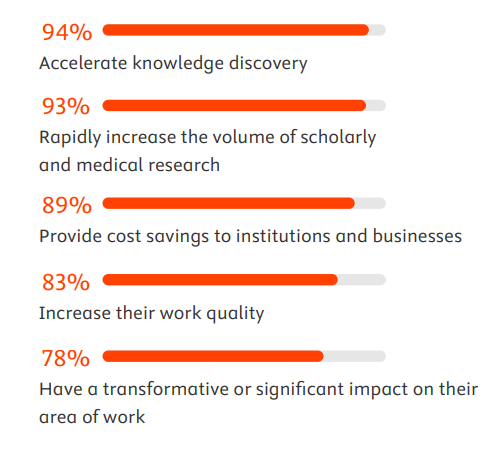 94%
Accelerate knowledge discovery
93%
Rapidly increase the volume of scholarly
and medical research
89%
Provide cost savings to institutions and businesses
83%
Increase their work quality
78%
Have a transformative or significant impact on their
area of work